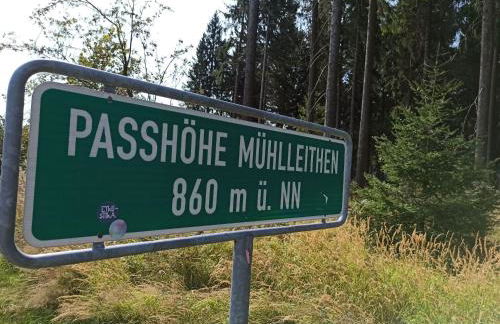 PASSHÖHE MÜHLLEITHEN
860 m ü. NN